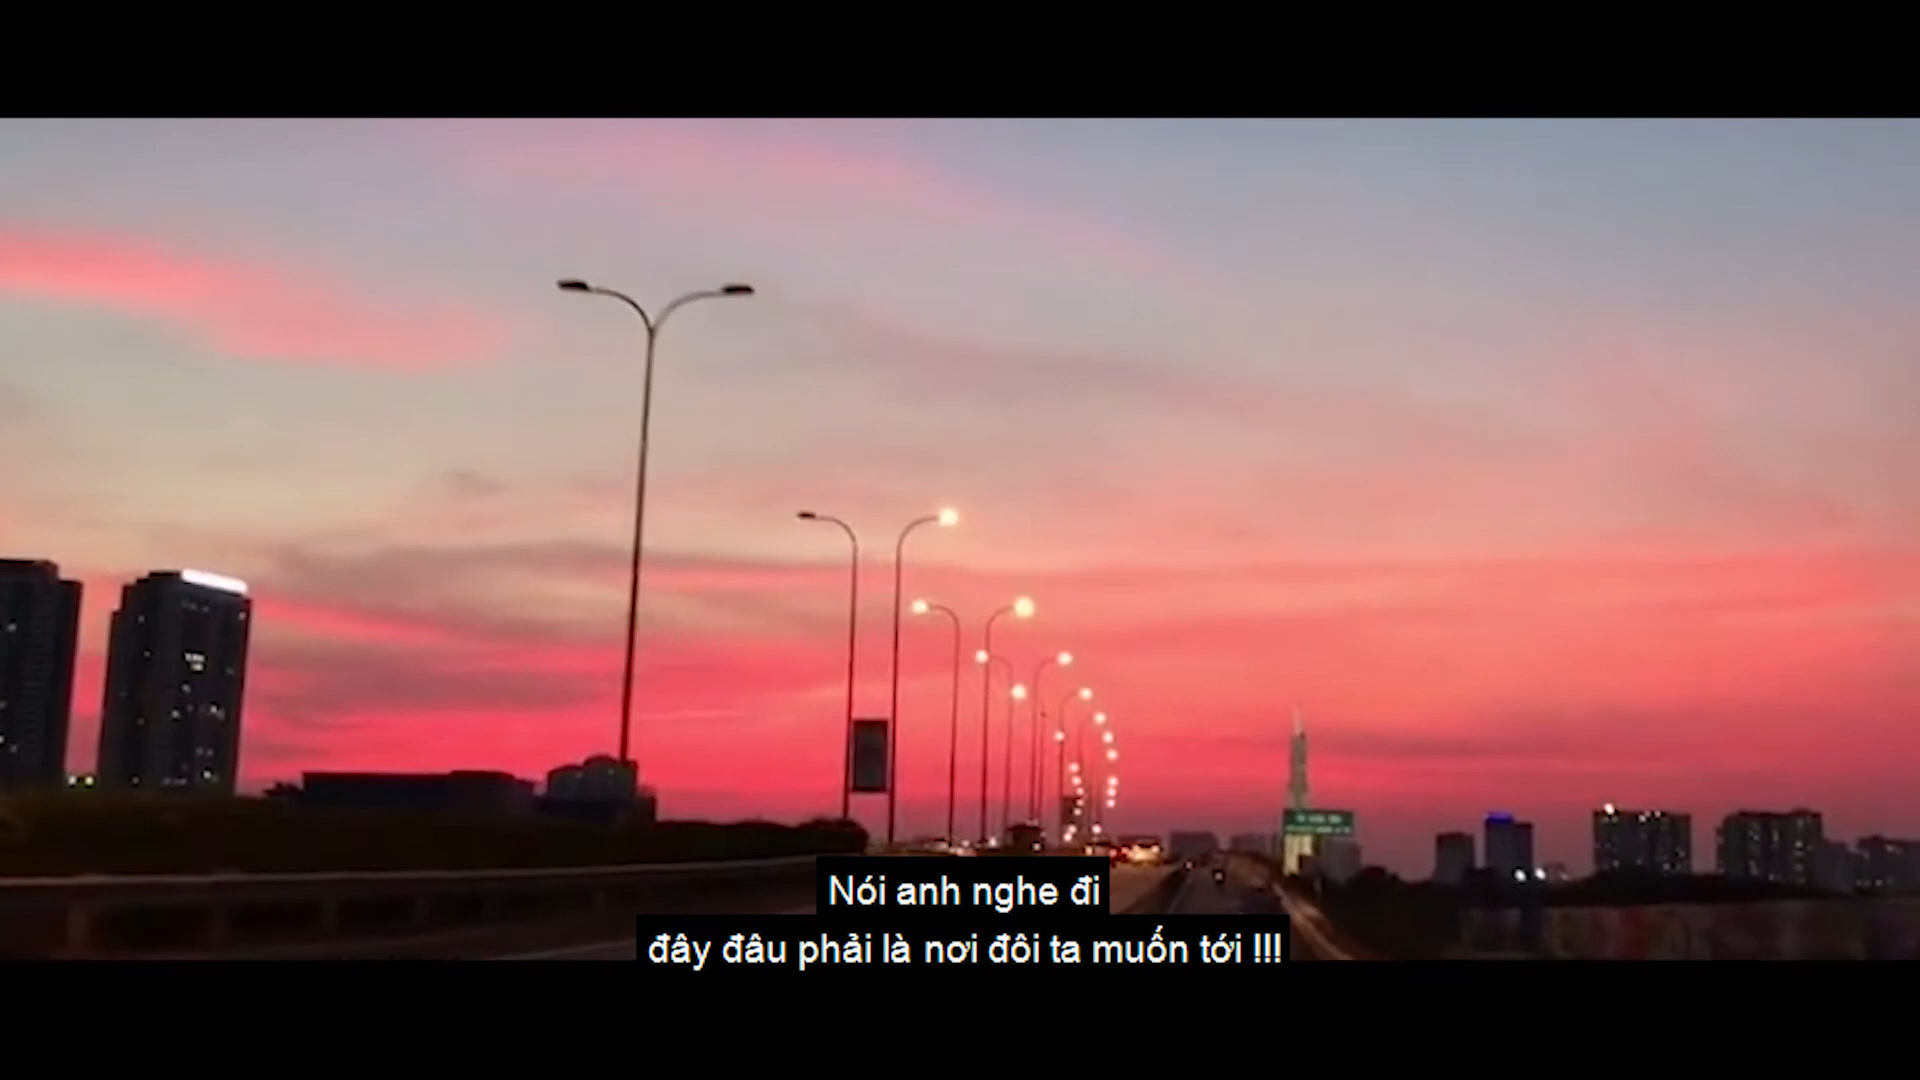 Nói anh nghe đi
đây đâu phải là nơi đôi ta muốn tới !!!